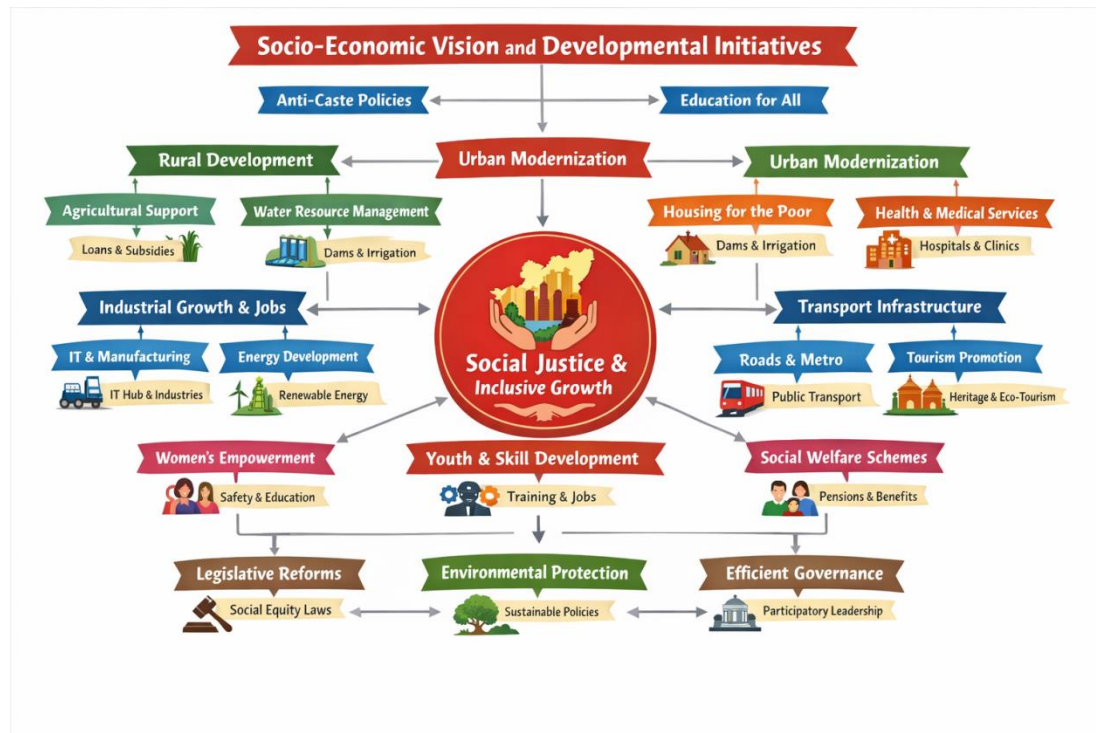 Socio-Economic Vision and Developmental Initiatives
Anti-Caste Policies
Education for All
Rural Development
Urban Modernization
Urban Modernization
Agricultural Support
Water Resource Management
Housing for the Poor
Health & Medical Services
Loans & Subsidies
Dams & Irrigation
Dams & Irrigation
Hospitals & Clinics
Industrial Growth & Jobs
Transport Infrastructure
IT & Manufacturing
Energy Development
Social Justice &
Inclusive Growth
Roads & Metro
Tourism Promotion
IT Hub & Industries
Renewable Energy
Public Transport
Heritage & Eco-Tourism
Women's Empowerment
Youth & Skill Development
Social Welfare Schemes
Safety & Education
Training & Jobs
Pensions & Benefits
Legislative Reforms
Environmental Protection
Efficient Governance
Social Equity Laws
Sustainable Policies
Participatory Leadership